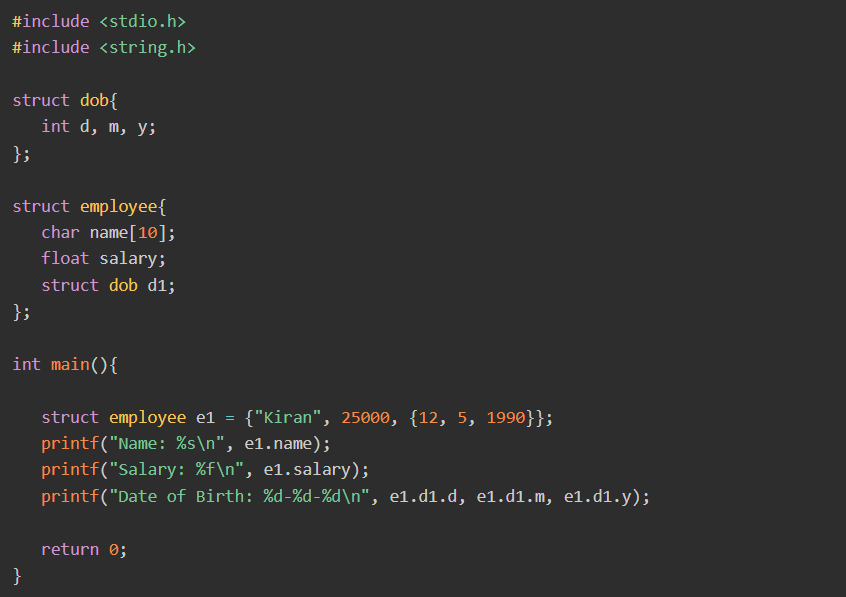 #include <stdio.h>
#include <string.h>

struct dob{
   int d, m, y;
};

struct employee{
   char name[10];
   float salary;
   struct dob d1;
};

int main(){

   struct employee e1 = {"Kiran", 25000, {12, 5, 1990}};
   printf("Name: %s\n", e1.name);
   printf("Salary: %f\n", e1.salary);
   printf("Date of Birth: %d-%d-%d\n", e1.d1.d, e1.d1.m, e1.d1.y);

   return 0;
}